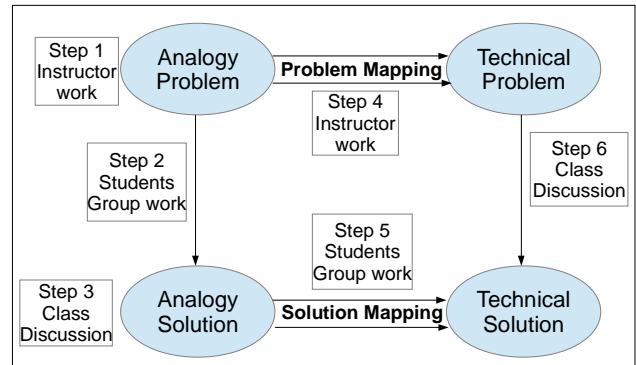 Step 1
Instructor
work
Analogy
Problem
Problem Mapping
Technical
Problem
Step 4
Instructor
work
Step 2
Students
Group work
Step 6
Class
Discussion
Step 5
Students
Group work
Step 3
Class
Discussion
Analogy
Solution
Solution Mapping
Technical
Solution